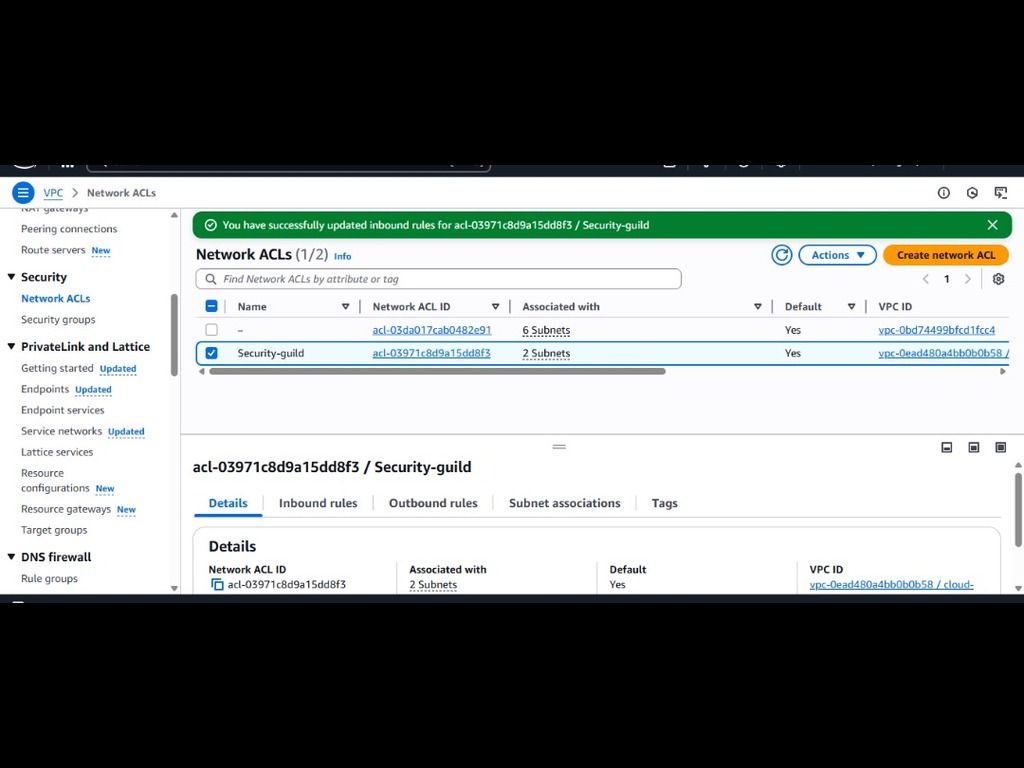 VPC > Network ACLs
NAT gateways
Peering connections
Route servers New
Security
Network ACLs
Security groups
PrivateLink and Lattice
Getting started Updated
Endpoints Updated
Endpoint services
Service networks Updated
Lattice services
Resource
configurations New
Resource gateways New
Target groups
DNS firewall
Rule groups
You have successfully updated inbound rules for acl-03971c8d9a15dd8f3 / Security-guild
Network ACLs (1/2) Info
Actions
Create network ACL
Find Network ACLs by attribute or tag
1
Name Network ACL ID Associated with Default VPC ID
– acl-03da017cab0482e91 6 Subnets Yes vpc-0bd74499bfcd1fcc4
Security-guild acl-03971c8d9a15dd8f3 2 Subnets Yes vpc-0ead480a4bb0b0b58 /
acl-03971c8d9a15dd8f3 / Security-guild
Details Inbound rules Outbound rules Subnet associations Tags
Details
Network ACL ID Associated with Default VPC ID
acl-03971c8d9a15dd8f3 2 Subnets Yes vpc-0ead480a4bb0b0b58 / cloud-